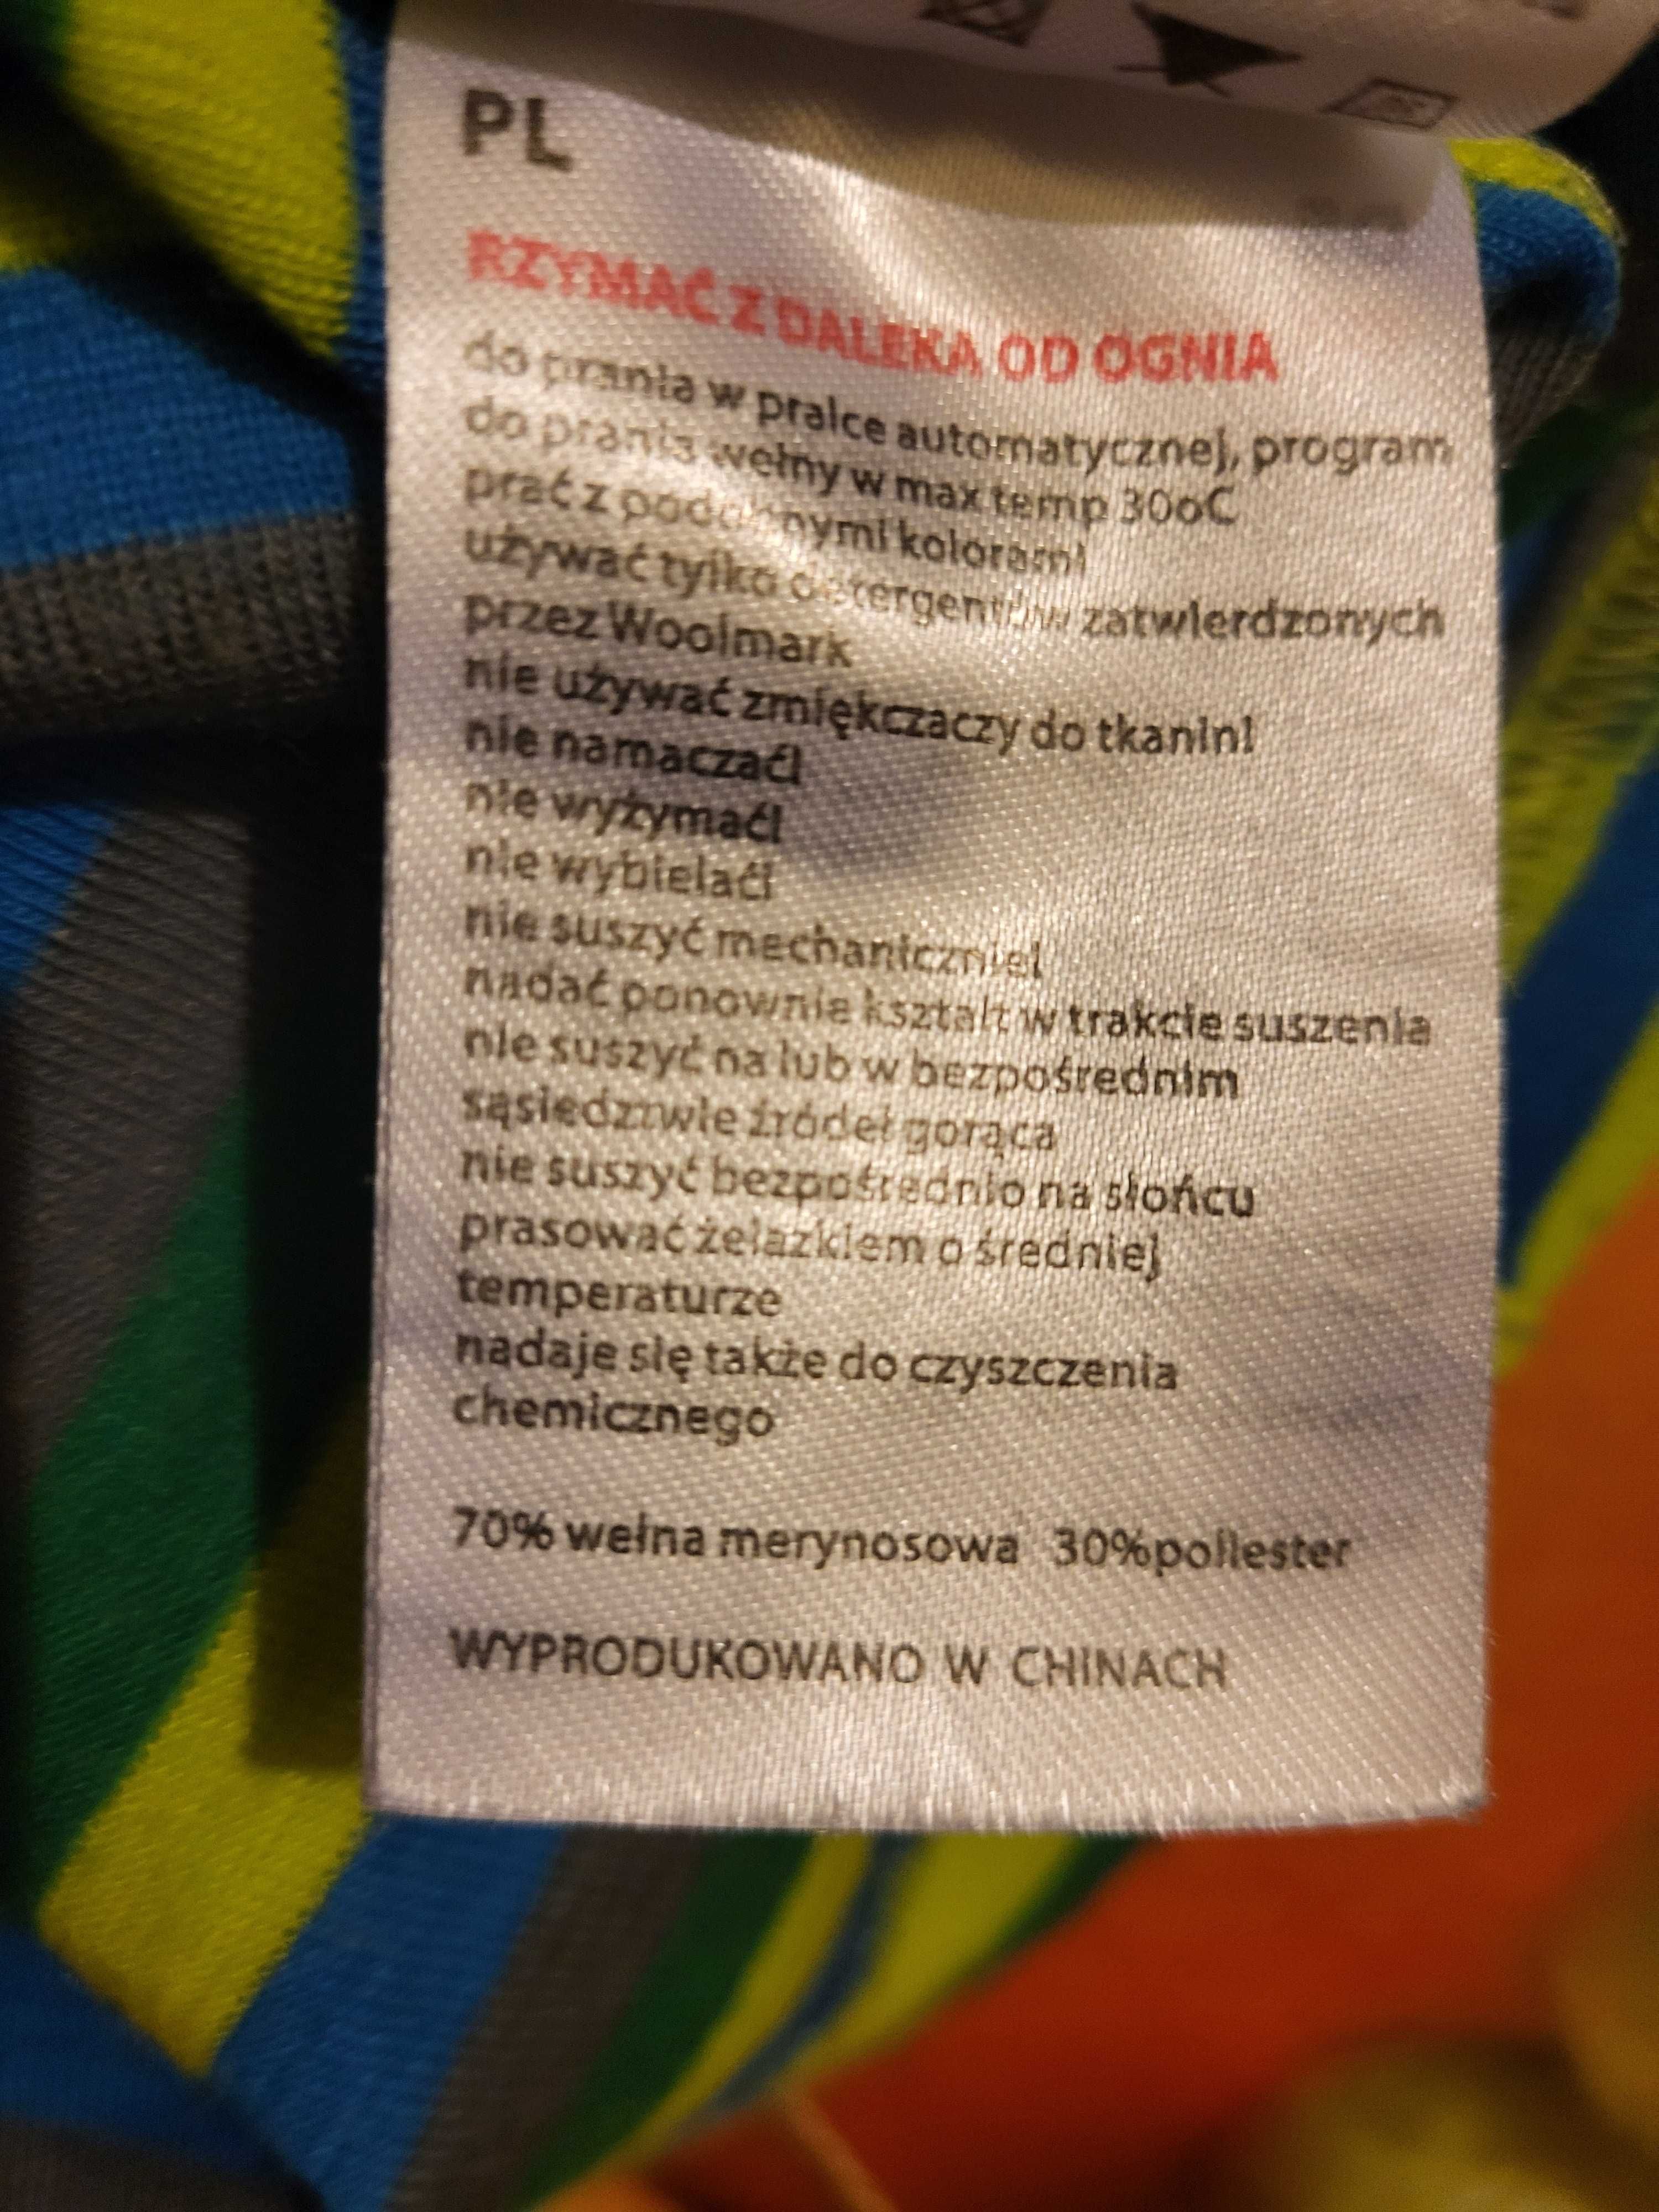 PL
RZYMAĆ Z DALEKA OD OGNIA
do prania w pralce automatycznej, program
do prania wełny w max temp 30oC
prać z podobnymi kolorami
używać tylko detergentów zatwierdzonych
przez Woolmark
nie używać zmiękczaczy do tkanin!
nie namaczać!
nie wyżymać!
nie wybielać!
nie suszyć mechanicznie!
nadać ponownie kształt w trakcie suszenia
nie suszyć na lub w bezpośrednim
sąsiedztwie źródeł gorąca
nie suszyć bezpośrednio na słońcu
prasować żelazkiem o średniej
temperaturze
nadaje się także do czyszczenia
chemicznego
70% wełna merynosowa 30%poliester
WYPRODUKOWANO W CHINACH